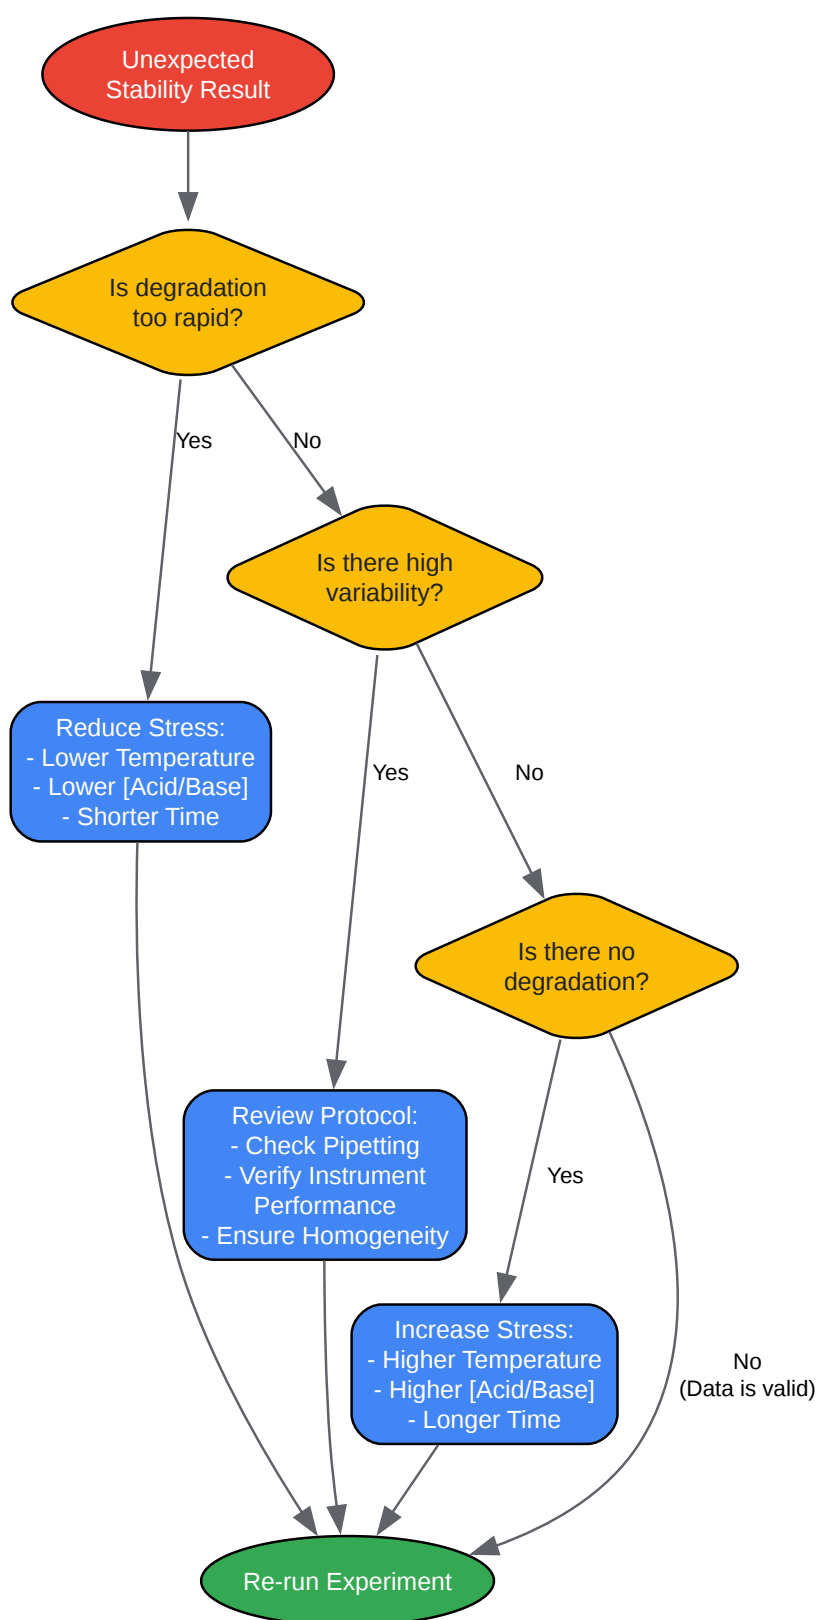 Unexpected
Stability Result
Is degradation
too rapid?
Yes
No
Is there high
variability?
Reduce Stress:
- Lower Temperature
- Lower [Acid/Base]
- Shorter Time
Yes
No
Is there no
degradation?
Review Protocol:
- Check Pipetting
- Verify Instrument
Performance
- Ensure Homogeneity
Yes
Increase Stress:
- Higher Temperature
- Higher [Acid/Base]
- Longer Time
No
(Data is valid)
Re-run Experiment